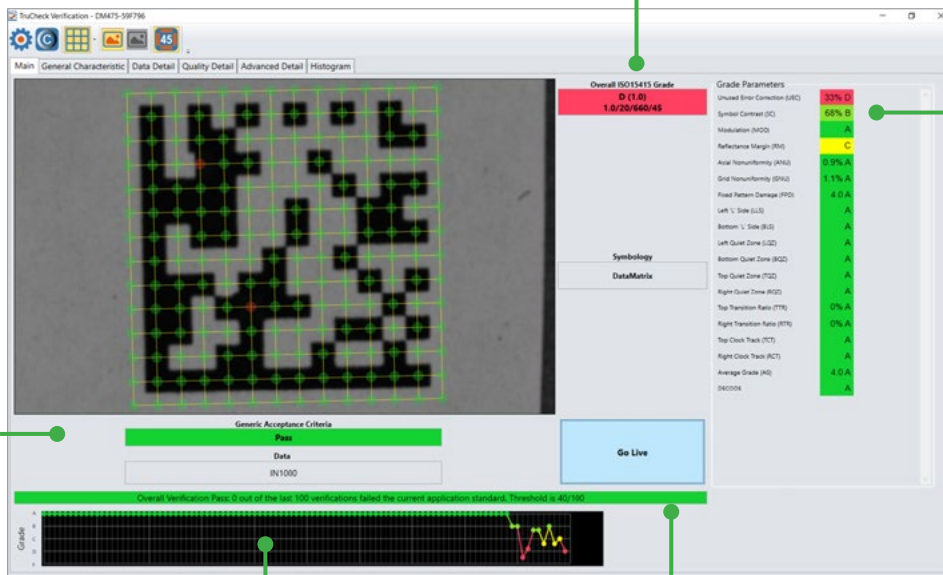 TruCheck Verification - DM475-59F796
45
Main General Characteristic Data Detail Quality Detail Advanced Detail Histogram
Overall ISO15415 Grade
D (1.0)
1.0/20/660/45
Symbology
DataMatrix
Go Live
Grade Parameters
Unused Error Correction (UEC) 33% D
Symbol Contrast (SC) 68% B
Modulation (MOD) A
Reflectance Margin (RM) C
Axial Nonuniformity (ANU) 0.9% A
Grid Nonuniformity (GNU) 1.1% A
Fixed Pattern Damage (FPD) 4.0 A
Left 'L' Side (LLS) A
Bottom 'L' Side (BLS) A
Left Quiet Zone (LQZ) A
Bottom Quiet Zone (BQZ) A
Top Quiet Zone (TQZ) A
Right Quiet Zone (RQZ) A
Top Transition Ratio (TTR) 0% A
Right Transition Ratio (RTR) 0% A
Top Clock Track (TCT) A
Right Clock Track (RCT) A
Average Grade (AG) 4.0 A
DECODE A
Generic Acceptance Criteria
Pass
Data
IN1000
Overall Verification Pass: 0 out of the last 100 verifications failed the current application standard. Threshold is 40/100
Grade
A
B
C
D
F